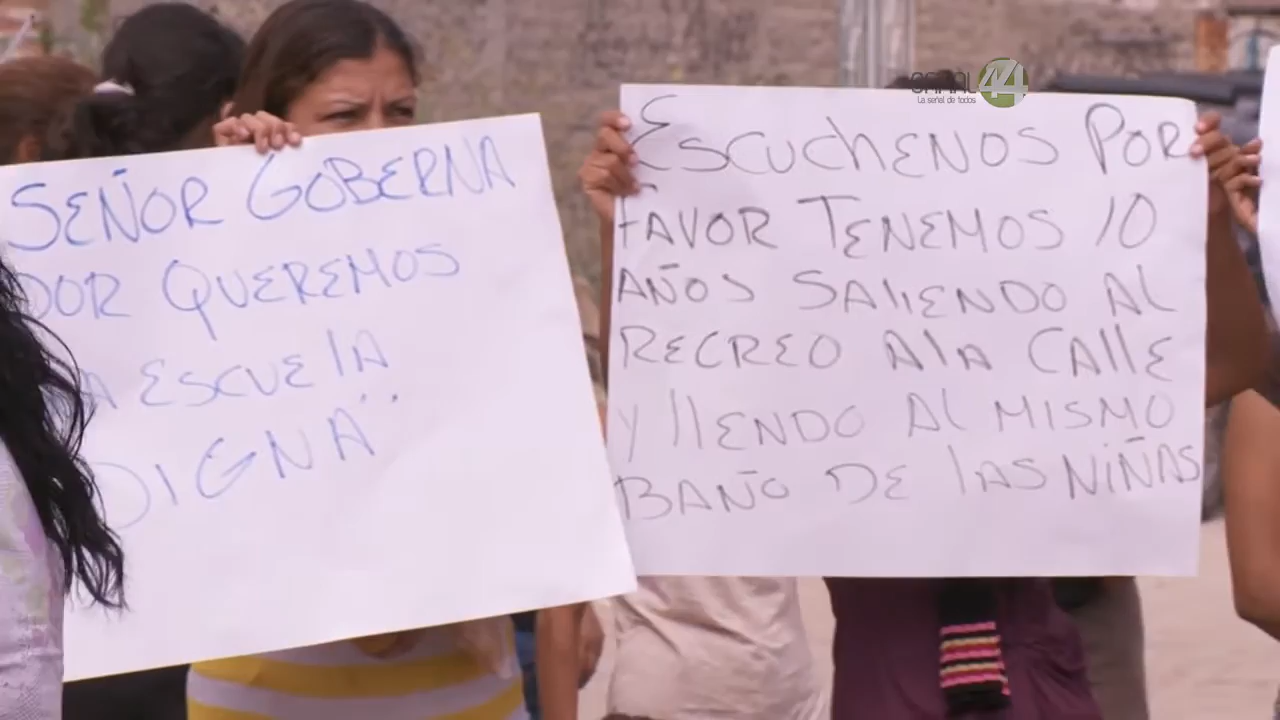 SEÑOR GOBERNA
DOR QUEREMOS
A ESCUELA
DIGNA
ESCUCHENOS POR
FAVOR TENEMOS 10
AÑOS SALIENDO AL
RECREO A LA CALLE
Y LLENDO AL MISMO
BAÑO DE LAS NIÑAS
CANAL 44
La señal de todos